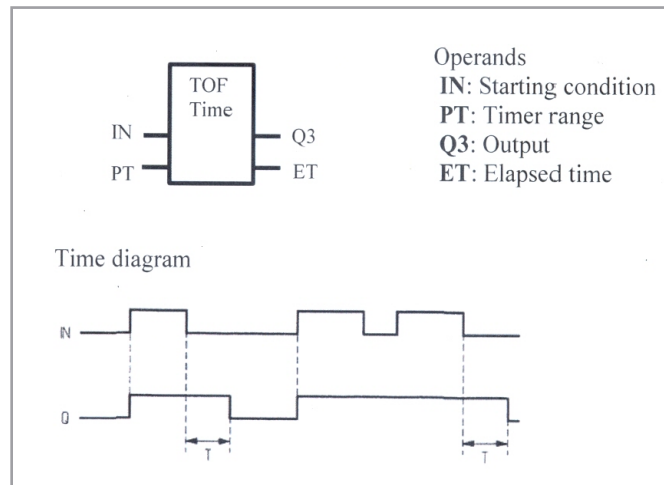 TOF
Time
IN
PT
Q3
ET
Operands
IN: Starting condition
PT: Timer range
Q3: Output
ET: Elapsed time
Time diagram
IN
Q
T
T